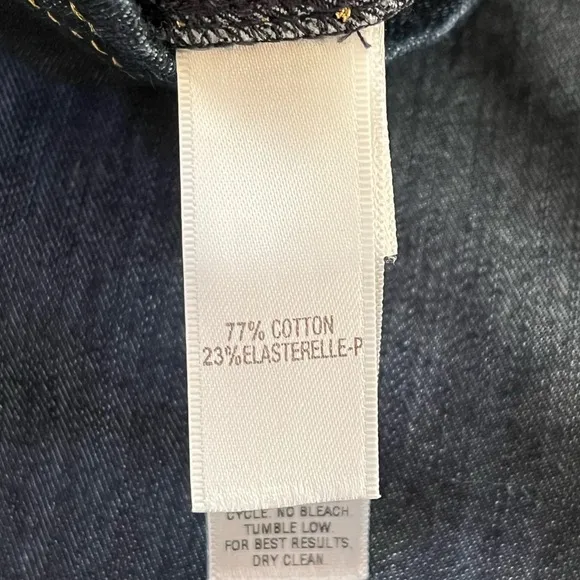 77% COTTON
23%ELASTERELLE-P
CYCLE. NO BLEACH
TUMBLE LOW.
FOR BEST RESULTS,
DRY CLEAN.